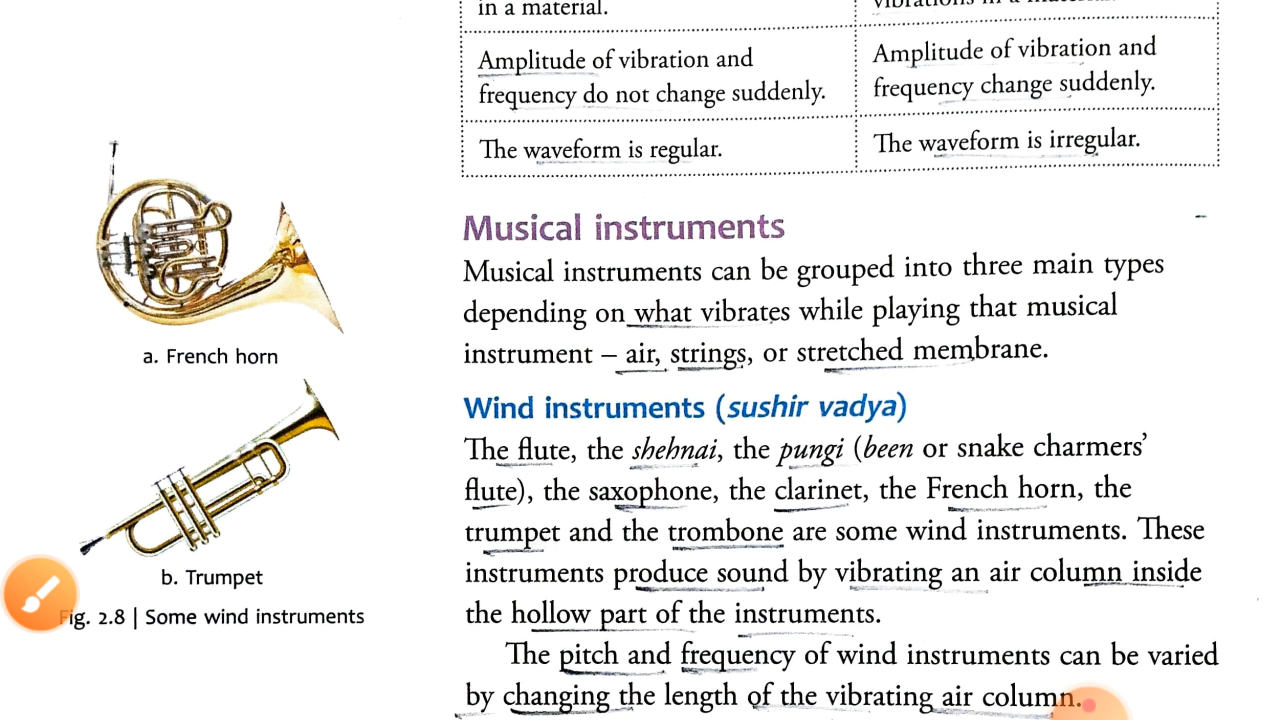 in a material.
vibrations in a
Amplitude of vibration and
frequency do not change suddenly.
Amplitude of vibration and
frequency change suddenly.
The waveform is regular.
The waveform is irregular.
Musical instruments
Musical instruments can be grouped into three main types
depending on what vibrates while playing that musical
instrument – air, strings, or stretched membrane.
Wind instruments (sushir vadya)
The flute, the shehnai, the pungi (been or snake charmers'
flute), the saxophone, the clarinet, the French horn, the
trumpet and the trombone are some wind instruments. These
instruments produce sound by vibrating an air column inside
the hollow part of the instruments.
The pitch and frequency of wind instruments can be varied
by changing the length of the vibrating air column.
a. French horn
b. Trumpet
Fig. 2.8 | Some wind instruments